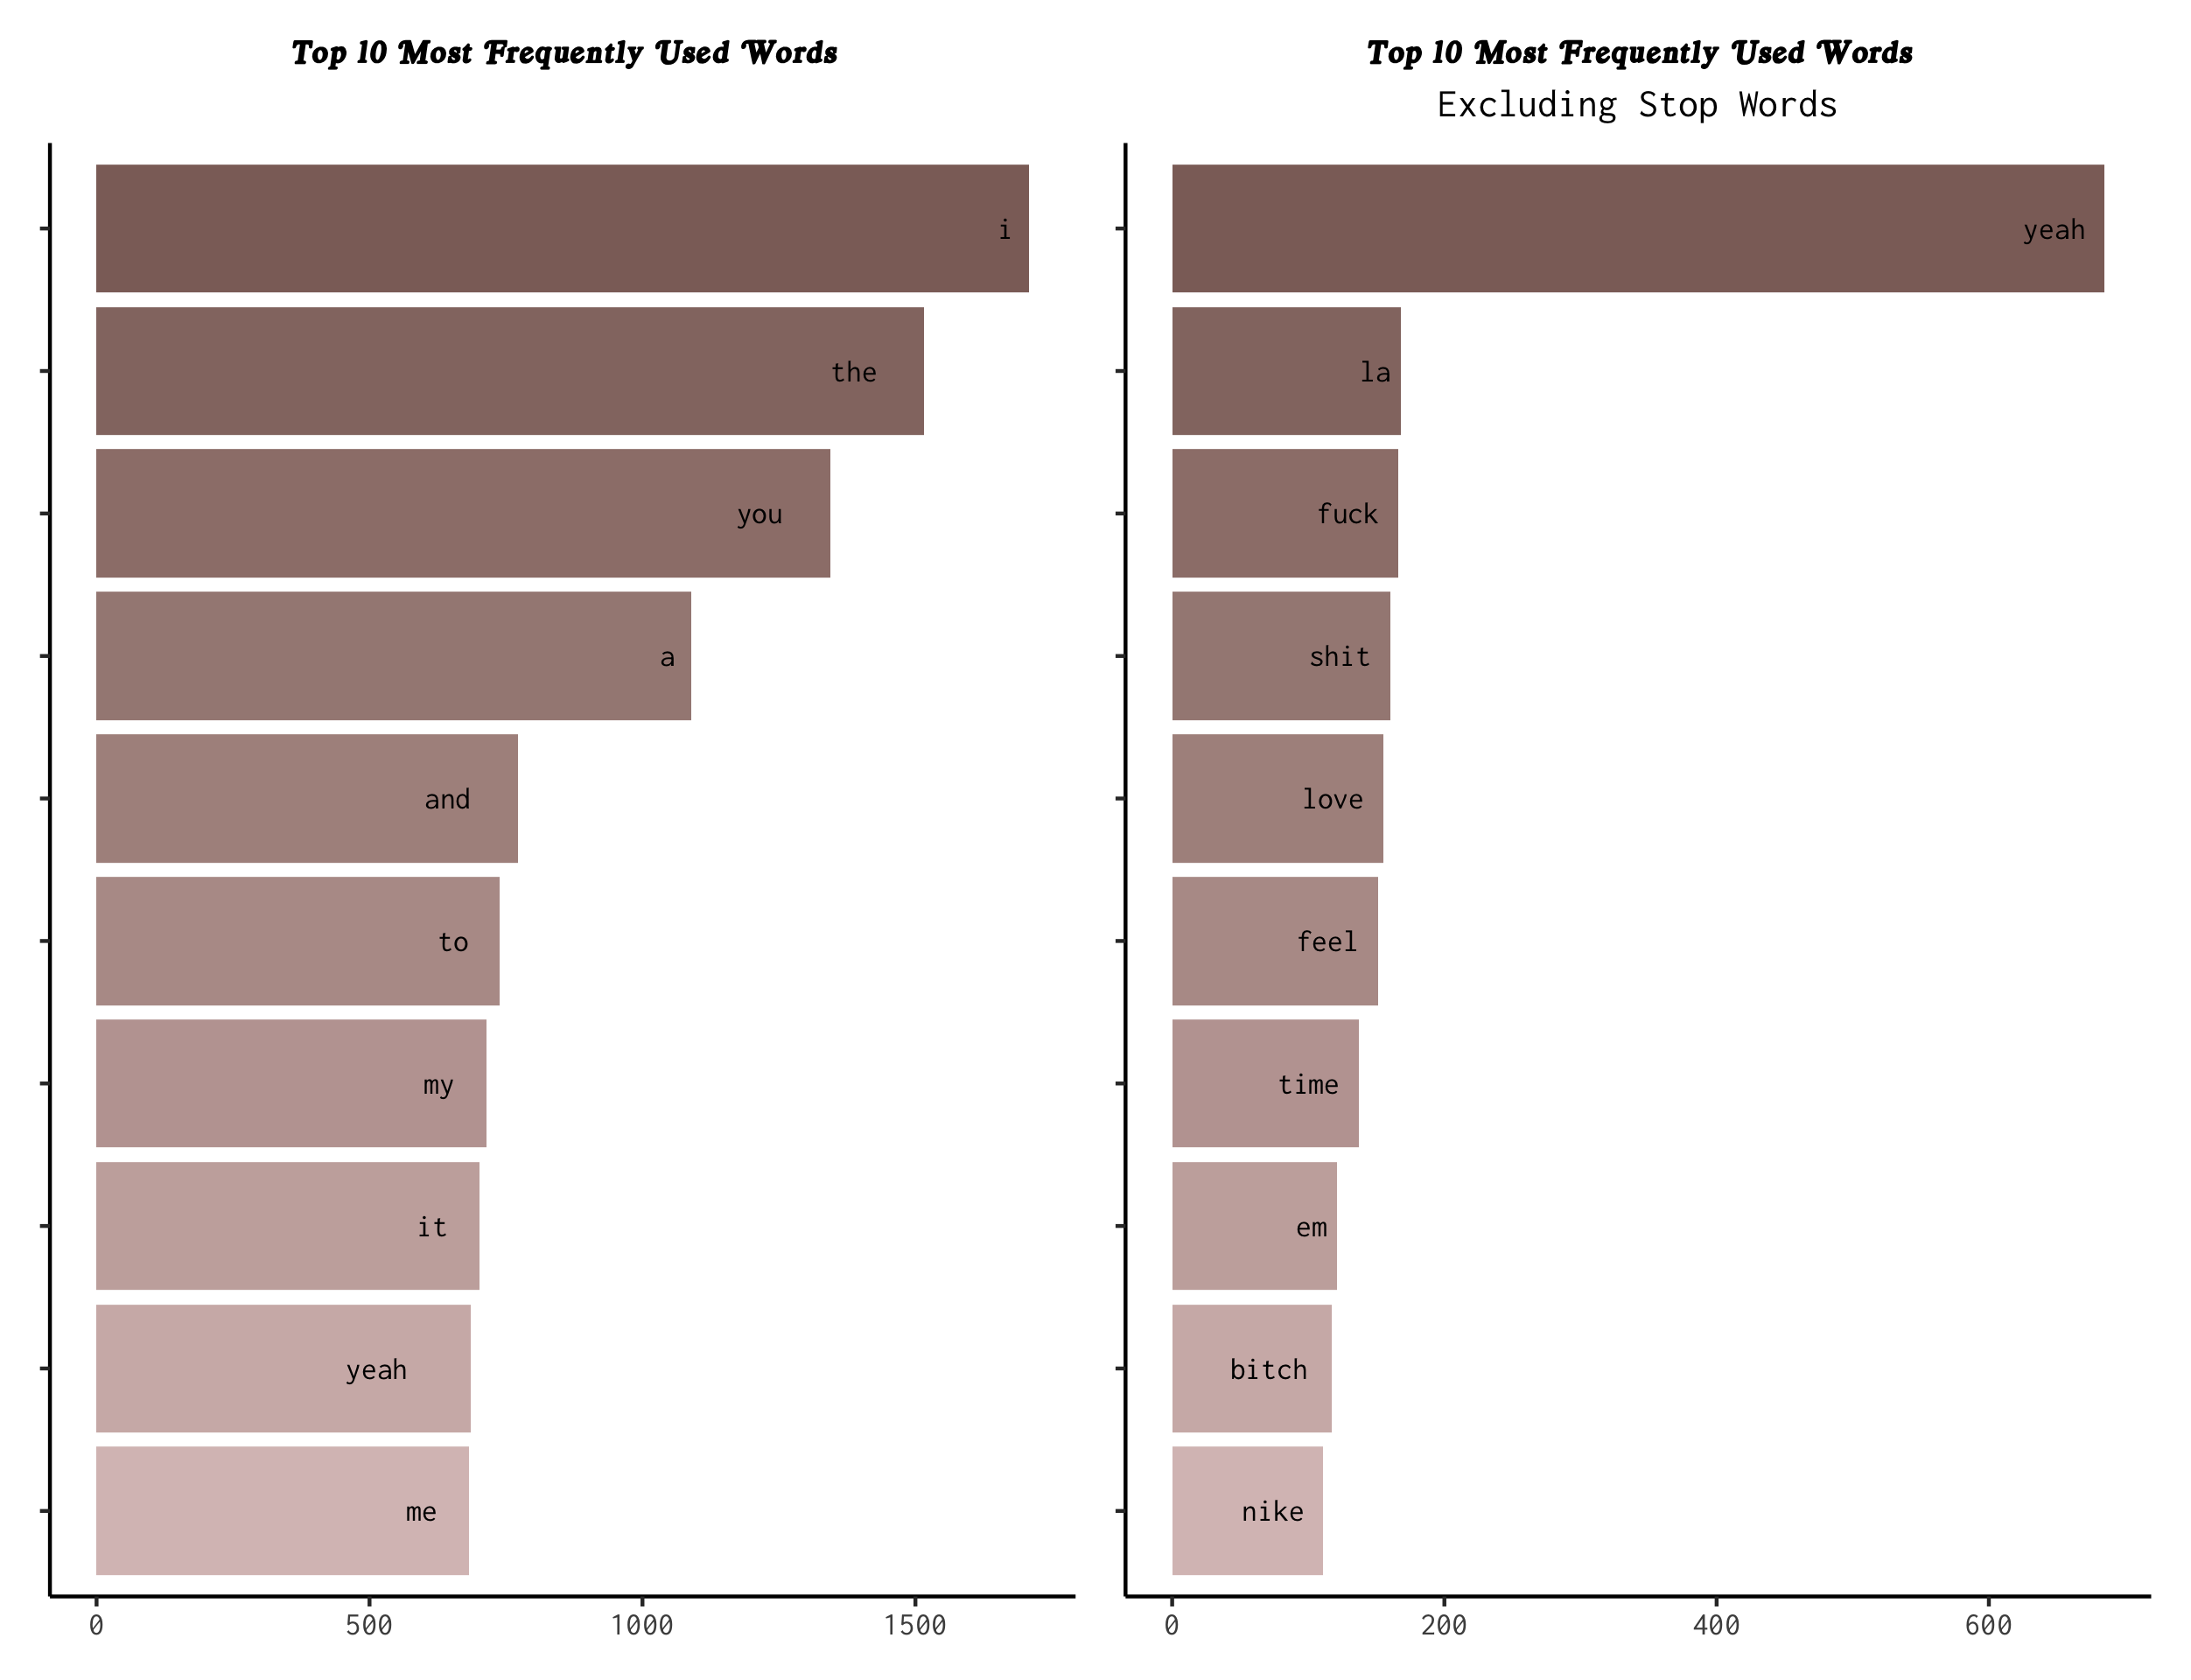 Top 10 Most Frequently Used Words
i
the
you
a
and
to
my
it
yeah
me
0 500 1000 1500
Top 10 Most Frequently Used Words
Excluding Stop Words
yeah
la
fuck
shit
love
feel
time
em
bitch
nike
0 200 400 600